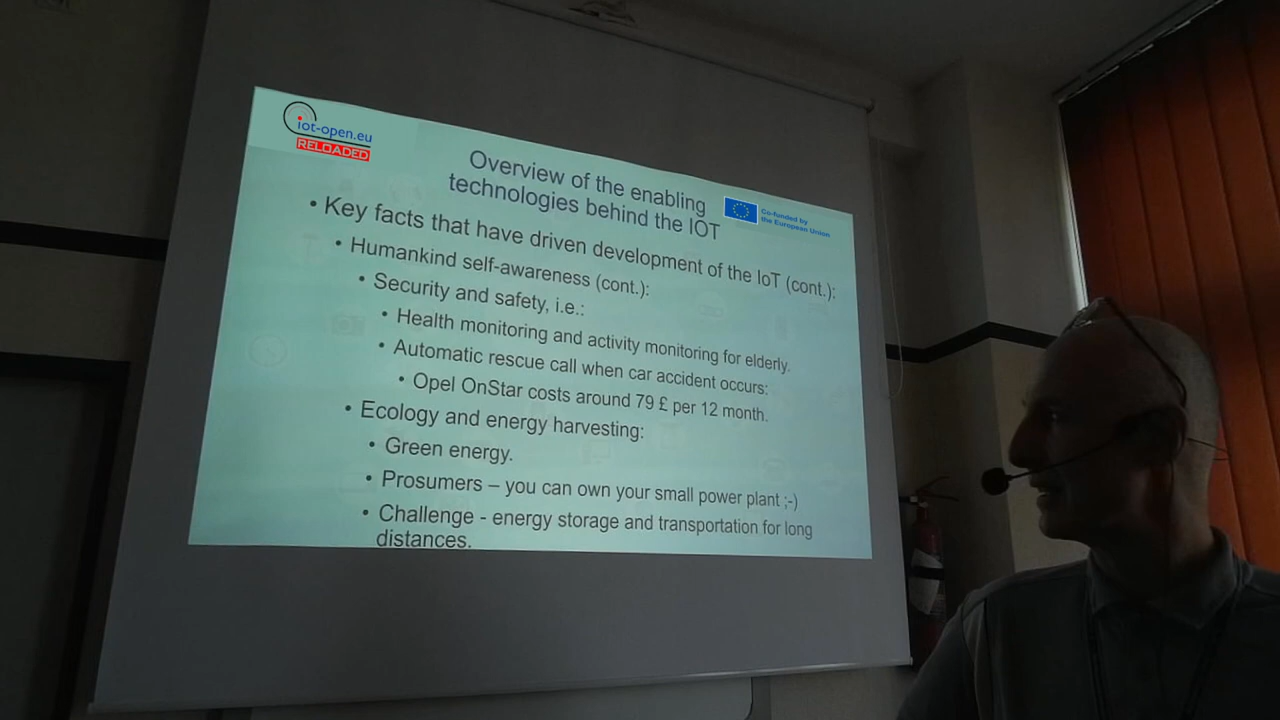 iot-open.eu
RELOADED
Overview of the enabling
technologies behind the IOT
Co-funded by
the European Union
• Key facts that have driven development of the IoT (cont.):
• Humankind self-awareness (cont.):
• Security and safety, i.e.:
• Health monitoring and activity monitoring for elderly.
• Automatic rescue call when car accident occurs:
• Opel OnStar costs around 79 £ per 12 month.
• Ecology and energy harvesting:
• Green energy.
• Prosumers – you can own your small power plant ;-)
• Challenge - energy storage and transportation for long
distances.